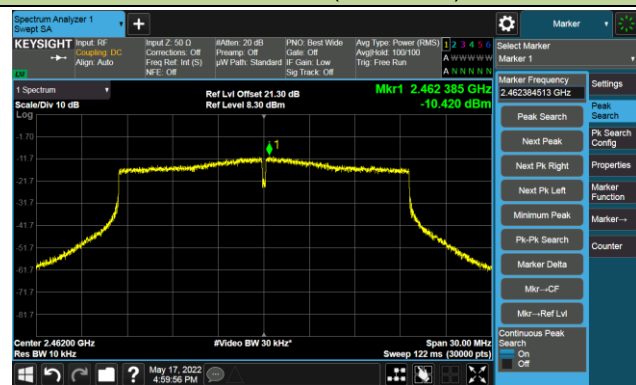 Spectrum Analyzer 1
Swept SA
+
Marker
KEYSIGHT
Input: RF
Coupling: DC
Align: Auto
Input Z: 50 Ω
Corrections: Off
Freq Ref: Int (S)
NFE: Off
#Atten: 20 dB
Preamp: Off
µW Path: Standard
PNO: Best Wide
Gate: Off
IF Gain: Low
Sig Track: Off
Avg Type: Power (RMS)
Avg|Hold: 100/100
Trig: Free Run
1 2 3 4 5 6
A W W W W W
A N N N N N
LXI
Select Marker
Marker 1
1 Spectrum
Scale/Div 10 dB
Log
Ref Lvl Offset 21.30 dB
Ref Level 8.30 dBm
Mkr1 2.462 385 GHz
-10.420 dBm
1
-1.70
-11.7
-21.7
-31.7
-41.7
-51.7
-61.7
-71.7
-81.7
Center 2.46200 GHz
Res BW 10 kHz
#Video BW 30 kHz*
Span 30.00 MHz
Sweep 122 ms (30000 pts)
Marker Frequency
2.462384513 GHz
Peak Search
Next Peak
Next Pk Right
Next Pk Left
Minimum Peak
Pk-Pk Search
Marker Delta
Mkr→CF
Mkr→Ref Lvl
Continuous Peak
Search
On
Off
Settings
Peak
Search
Pk Search
Config
Properties
Marker
Function
Marker→
Counter
?
May 17, 2022
4:59:56 PM